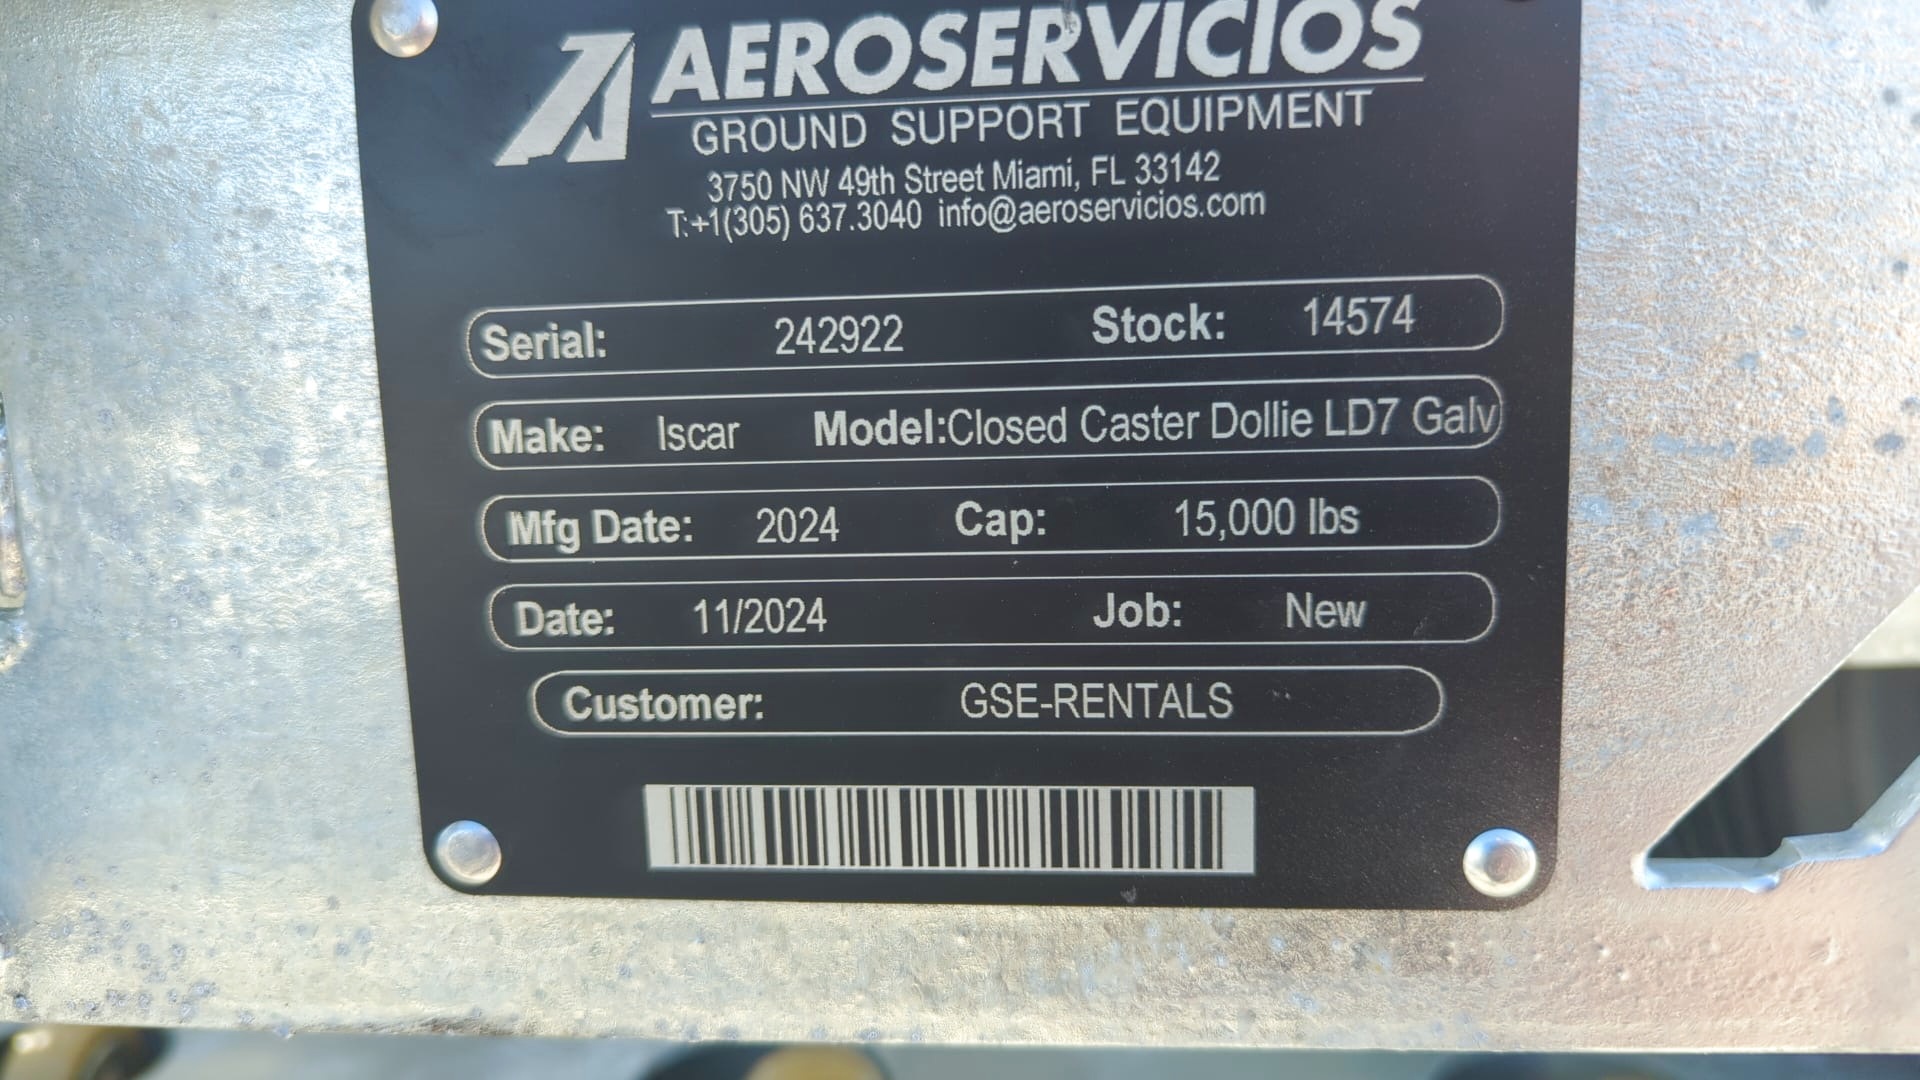 AEROSERVICIOS
GROUND SUPPORT EQUIPMENT
3750 NW 49th Street Miami, FL 33142
T:+1(305) 637.3040 info@aeroservicios.com
Serial: 242922 Stock: 14574
Make: Iscar Model:Closed Caster Dollie LD7 Galv
Mfg Date: 2024 Cap: 15,000 lbs
Date: 11/2024 Job: New
Customer: GSE-RENTALS